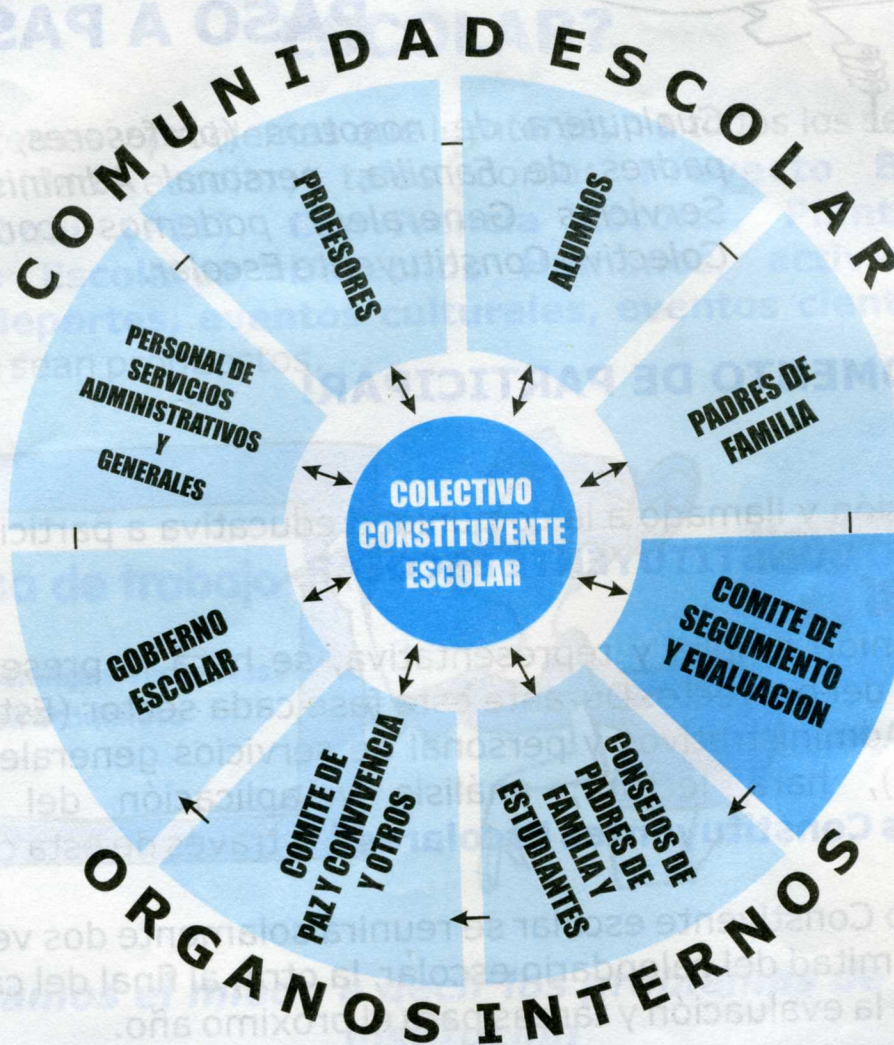 COMUNIDAD ESCOLAR
PROFESORES
ALUMNOS
PERSONAL DE
SERVICIOS
ADMINISTRATIVOS
Y
GENERALES
PADRES DE
FAMILIA
COLECTIVO
CONSTITUYENTE
ESCOLAR
GOBIERNO
ESCOLAR
COMITE DE
SEGUIMIENTO
Y EVALUACION
COMITE DE
PAZ Y CONVIVENCIA
Y OTROS
CONSEJOS DE
PADRES DE
FAMILIA Y
ESTUDIANTES
ORGANOS INTERNOS